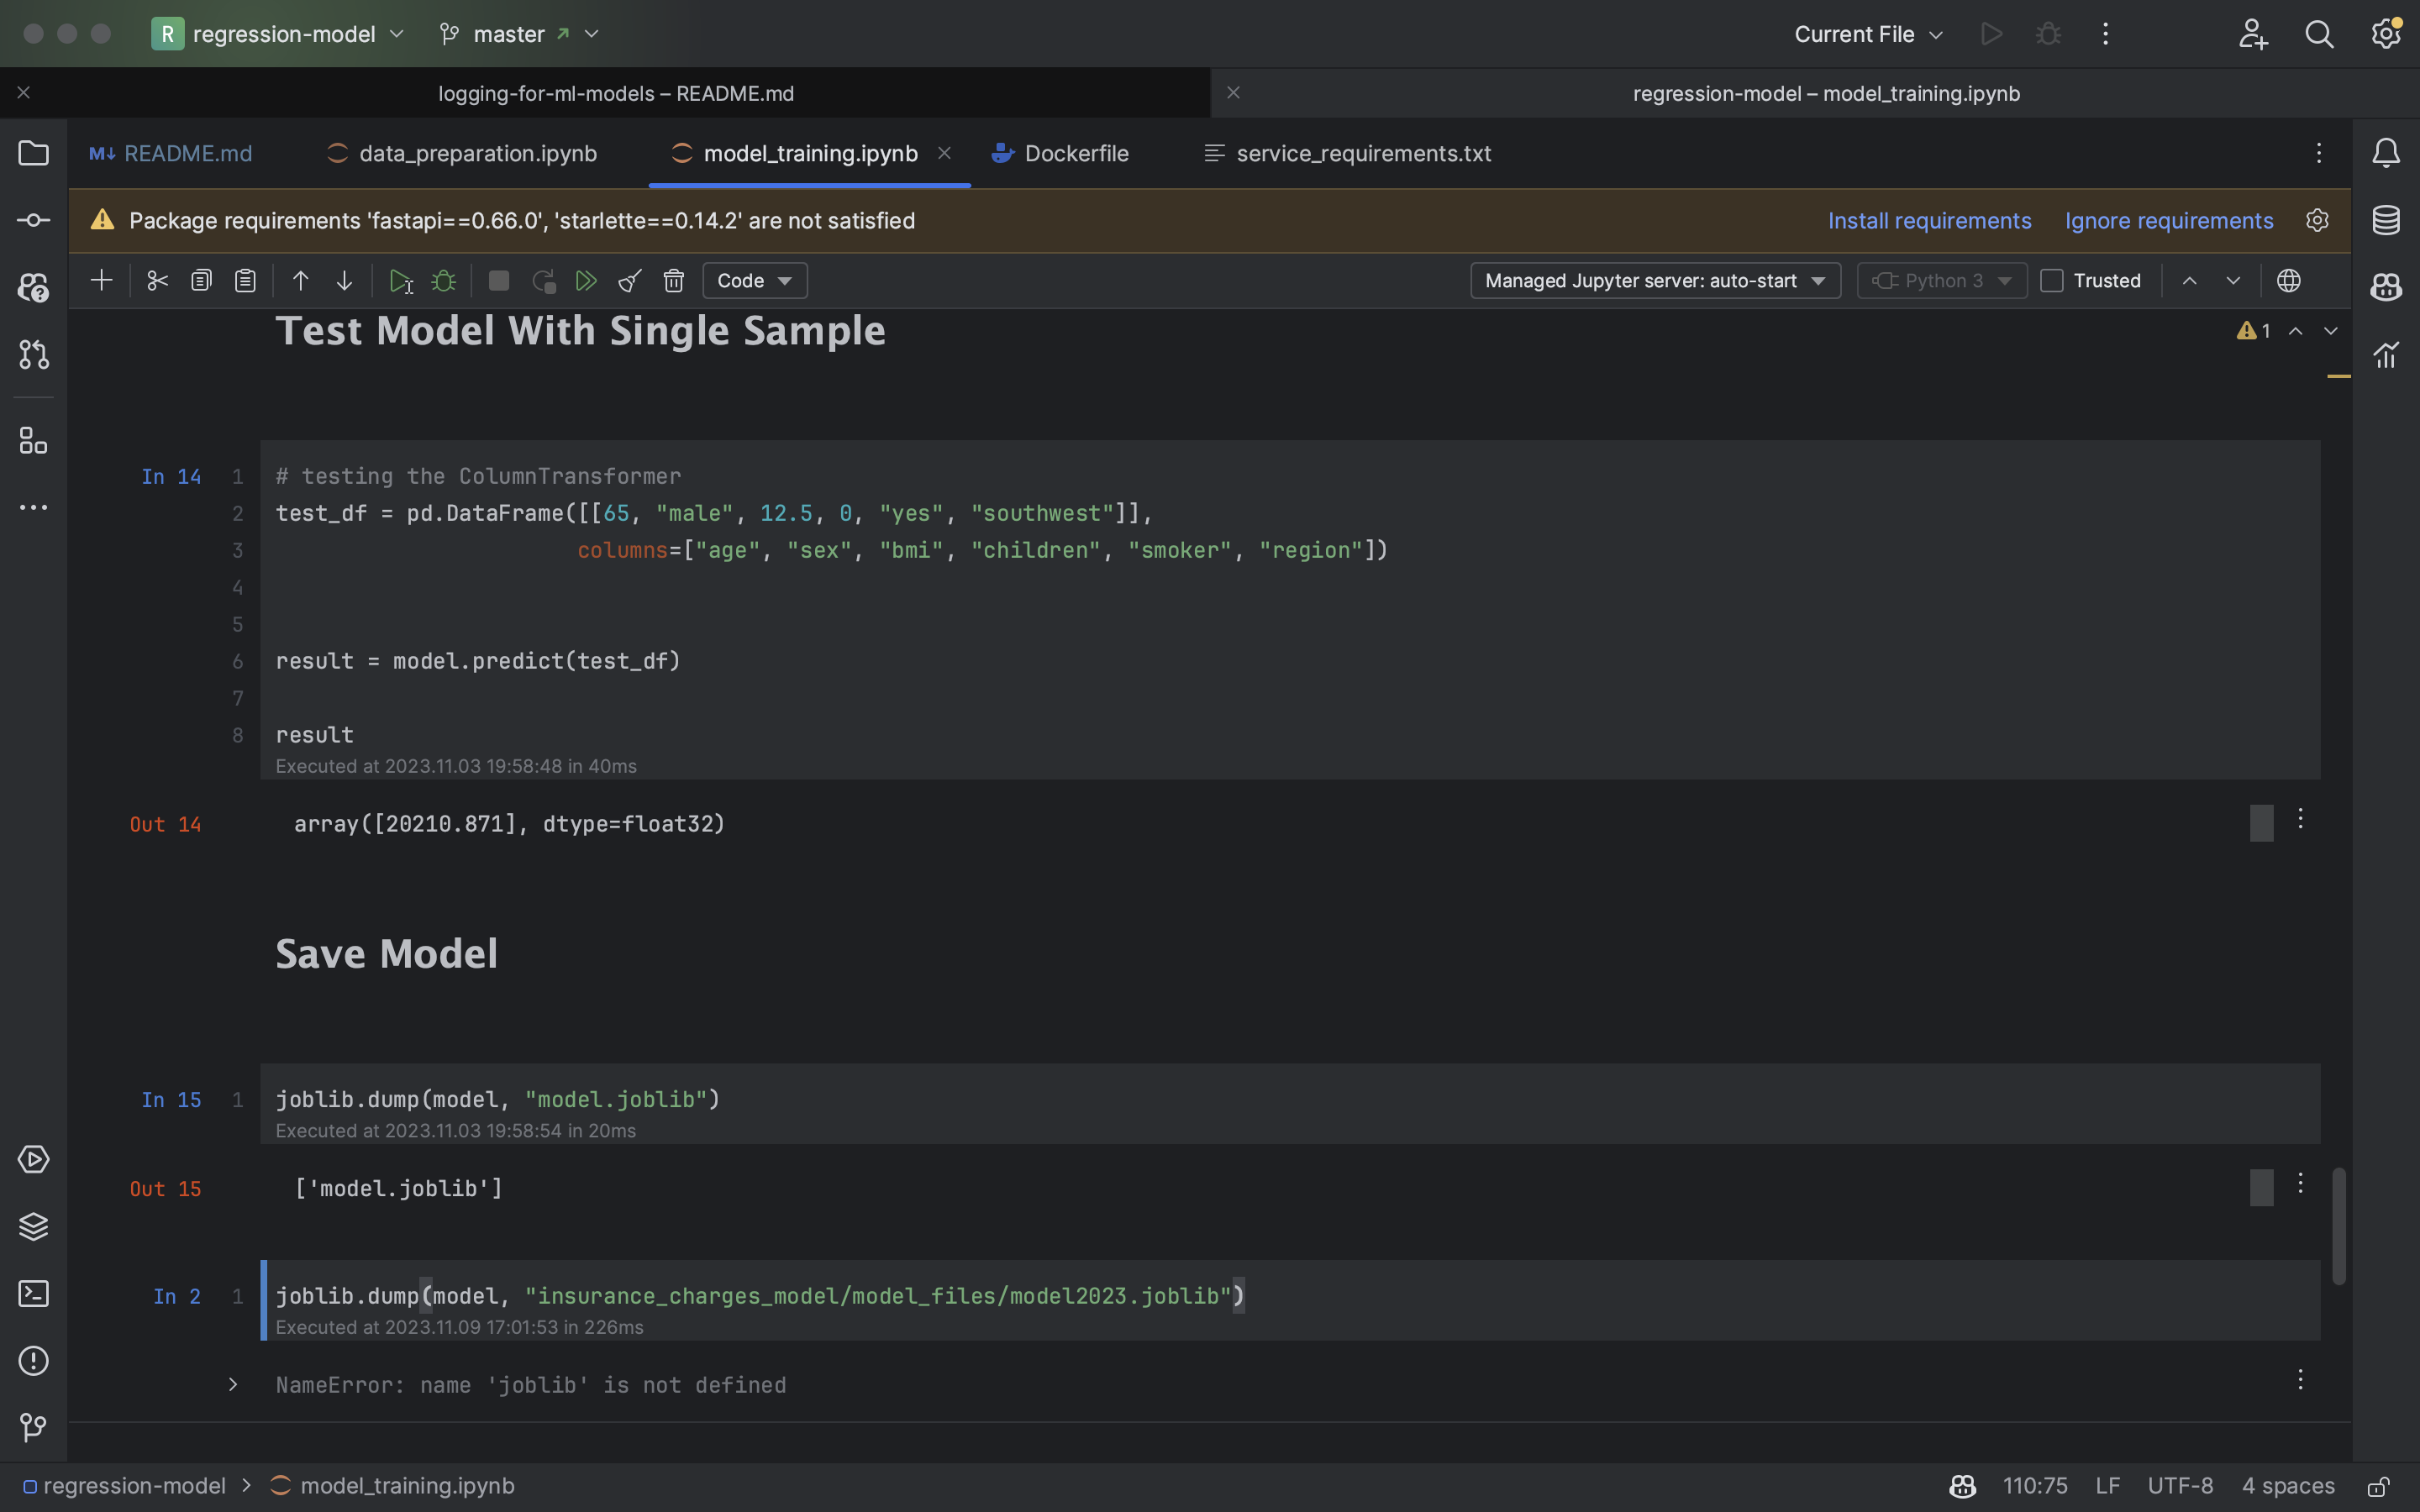 R regression-model master Current File
logging-for-ml-models – README.md regression-model – model_training.ipynb
M↓ README.md data_preparation.ipynb model_training.ipynb Dockerfile service_requirements.txt
Package requirements 'fastapi==0.66.0', 'starlette==0.14.2' are not satisfied Install requirements Ignore requirements
Code Managed Jupyter server: auto-start Python 3 Trusted
Test Model With Single Sample 1
In 14 1 # testing the ColumnTransformer
2 test_df = pd.DataFrame([[65, "male", 12.5, 0, "yes", "southwest"]],
3 columns=["age", "sex", "bmi", "children", "smoker", "region"])
4
5
6 result = model.predict(test_df)
7
8 result
Executed at 2023.11.03 19:58:48 in 40ms
Out 14 array([20210.871], dtype=float32)
Save Model
In 15 1 joblib.dump(model, "model.joblib")
Executed at 2023.11.03 19:58:54 in 20ms
Out 15 ['model.joblib']
In 2 1 joblib.dump(model, "insurance_charges_model/model_files/model2023.joblib")
Executed at 2023.11.09 17:01:53 in 226ms
NameError: name 'joblib' is not defined
regression-model model_training.ipynb 110:75 LF UTF-8 4 spaces